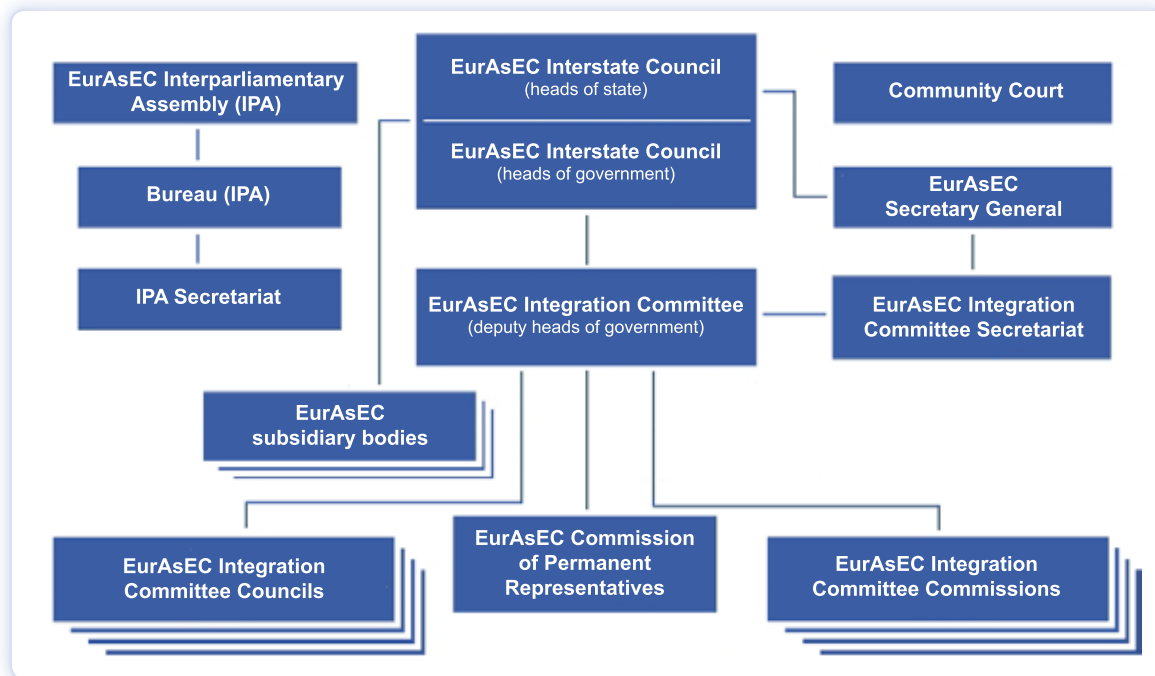 EurAsEC Interparliamentary
Assembly (IPA)
Bureau (IPA)
IPA Secretariat
EurAsEC Interstate Council
(heads of state)
EurAsEC Interstate Council
(heads of government)
Community Court
EurAsEC
Secretary General
EurAsEC Integration Committee
(deputy heads of government)
EurAsEC Integration
Committee Secretariat
EurAsEC
subsidiary bodies
EurAsEC Integration
Committee Councils
EurAsEC Commission
of Permanent
Representatives
EurAsEC Integration
Committee Commissions